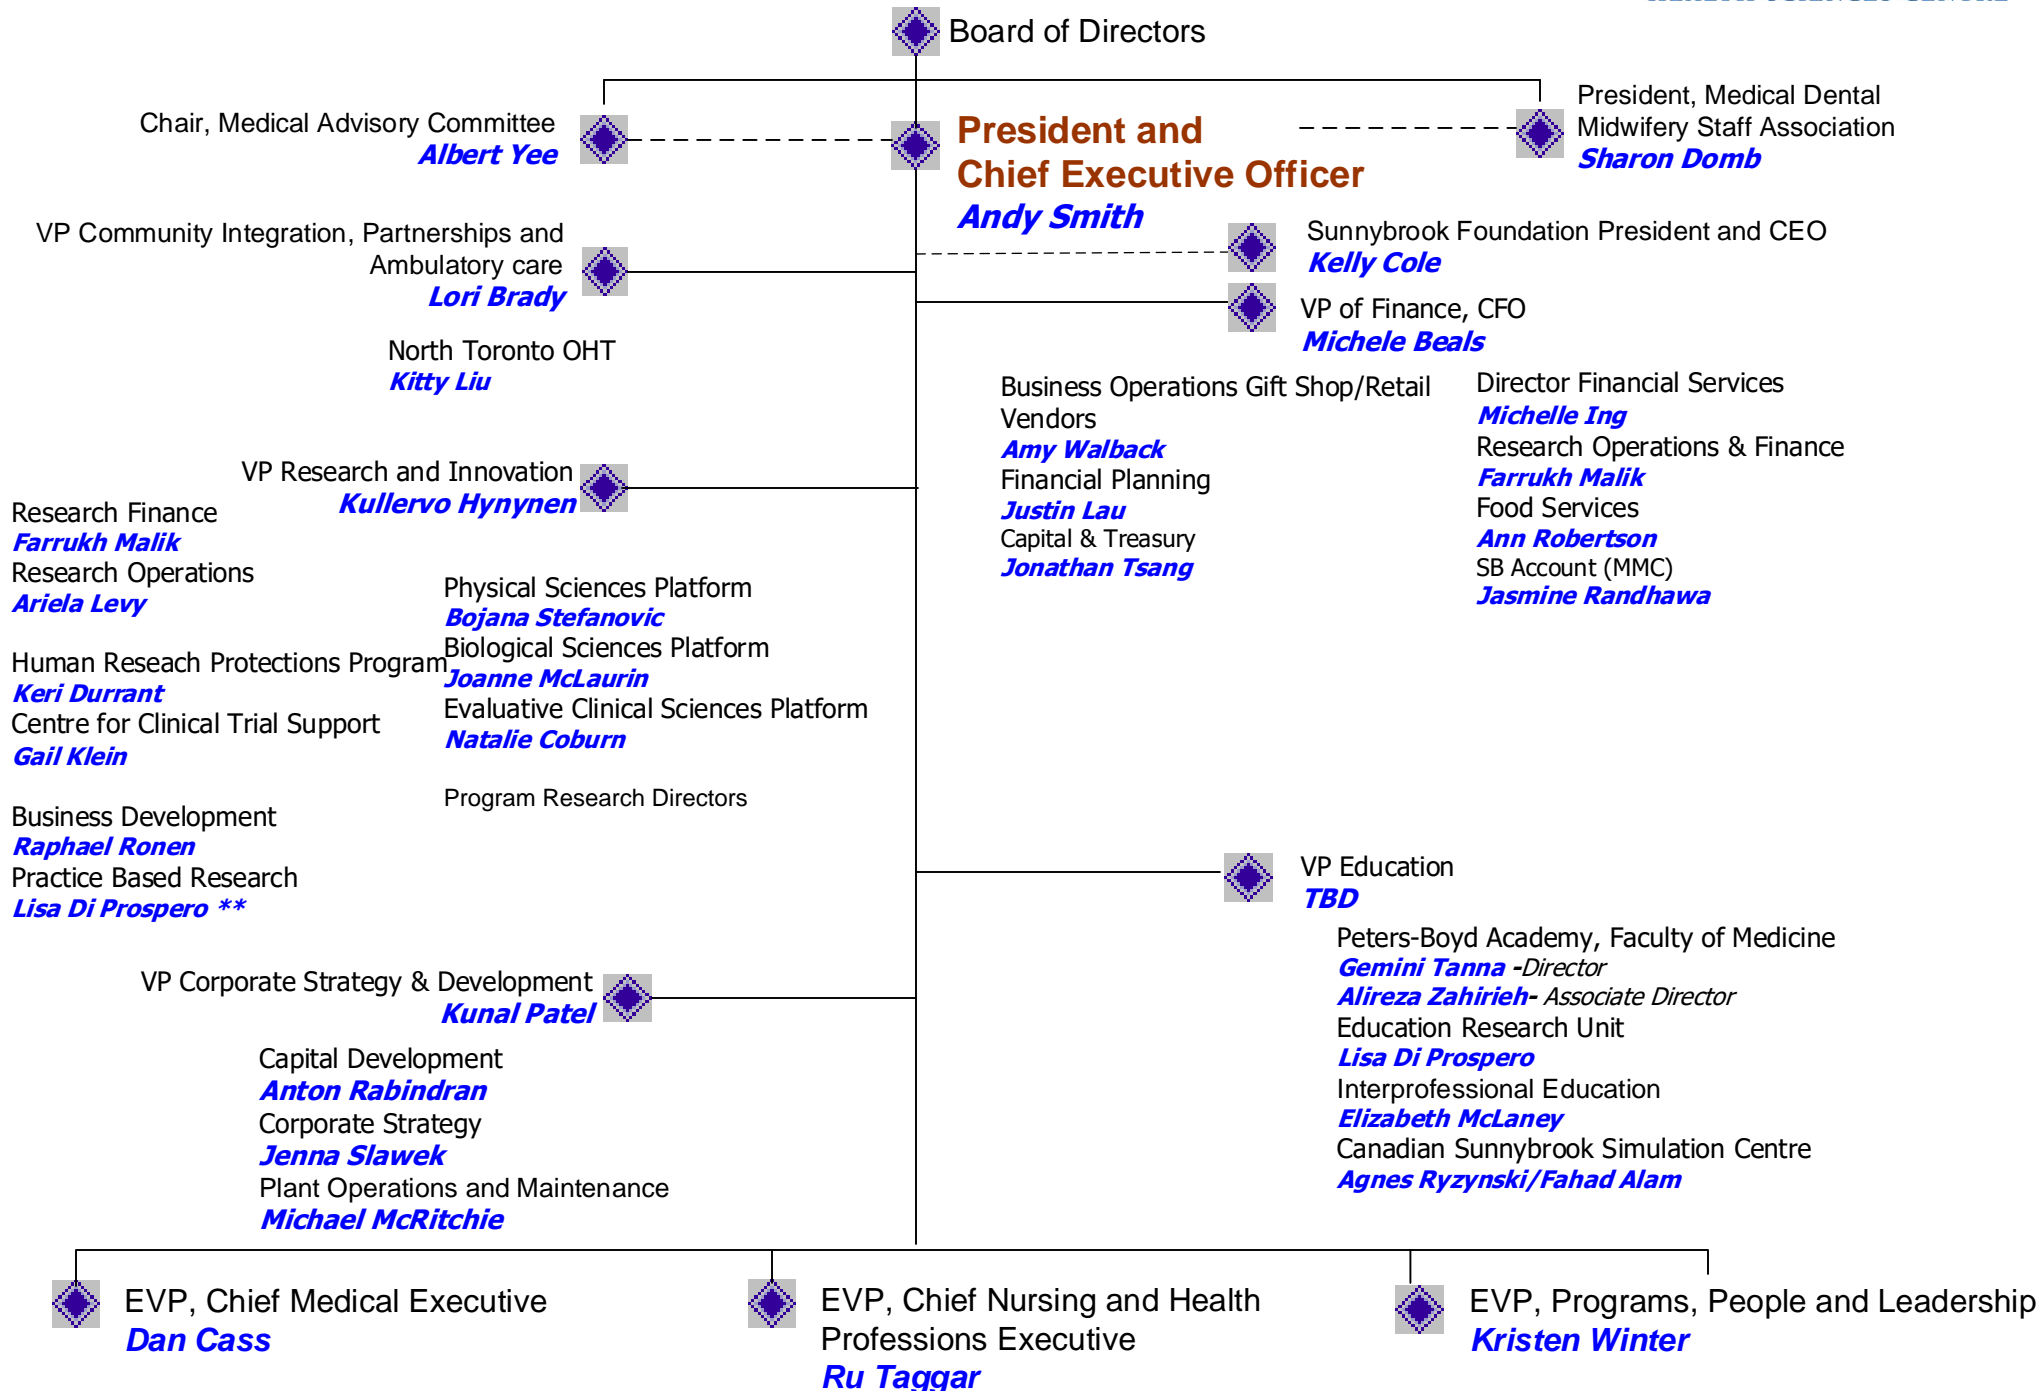 Board of Directors
Chair, Medical Advisory Committee
Albert Yee
President and
Chief Executive Officer
Andy Smith
President, Medical Dental
Midwifery Staff Association
Sharon Domb
VP Community Integration, Partnerships and
Ambulatory care
Lori Brady
North Toronto OHT
Kitty Liu
Sunnybrook Foundation President and CEO
Kelly Cole
VP of Finance, CFO
Michele Beals
Business Operations Gift Shop/Retail
Vendors
Amy Walback
Financial Planning
Justin Lau
Capital & Treasury
Jonathan Tsang
Director Financial Services
Michelle Ing
Research Operations & Finance
Farrukh Malik
Food Services
Ann Robertson
SB Account (MMC)
Jasmine Randhawa
VP Research and Innovation
Kullervo Hynynen
Research Finance
Farrukh Malik
Research Operations
Ariela Levy
Human Reseach Protections Program
Keri Durrant
Centre for Clinical Trial Support
Gail Klein
Business Development
Raphael Ronen
Practice Based Research
Lisa Di Prospero **
Physical Sciences Platform
Bojana Stefanovic
Biological Sciences Platform
Joanne McLaurin
Evaluative Clinical Sciences Platform
Natalie Coburn
Program Research Directors
VP Education
TBD
Peters-Boyd Academy, Faculty of Medicine
Gemini Tanna -Director
Alireza Zahirieh- Associate Director
Education Research Unit
Lisa Di Prospero
Interprofessional Education
Elizabeth McLaney
Canadian Sunnybrook Simulation Centre
Agnes Ryzynski/Fahad Alam
VP Corporate Strategy & Development
Kunal Patel
Capital Development
Anton Rabindran
Corporate Strategy
Jenna Slawek
Plant Operations and Maintenance
Michael McRitchie
EVP, Chief Medical Executive
Dan Cass
EVP, Chief Nursing and Health
Professions Executive
Ru Taggar
EVP, Programs, People and Leadership
Kristen Winter